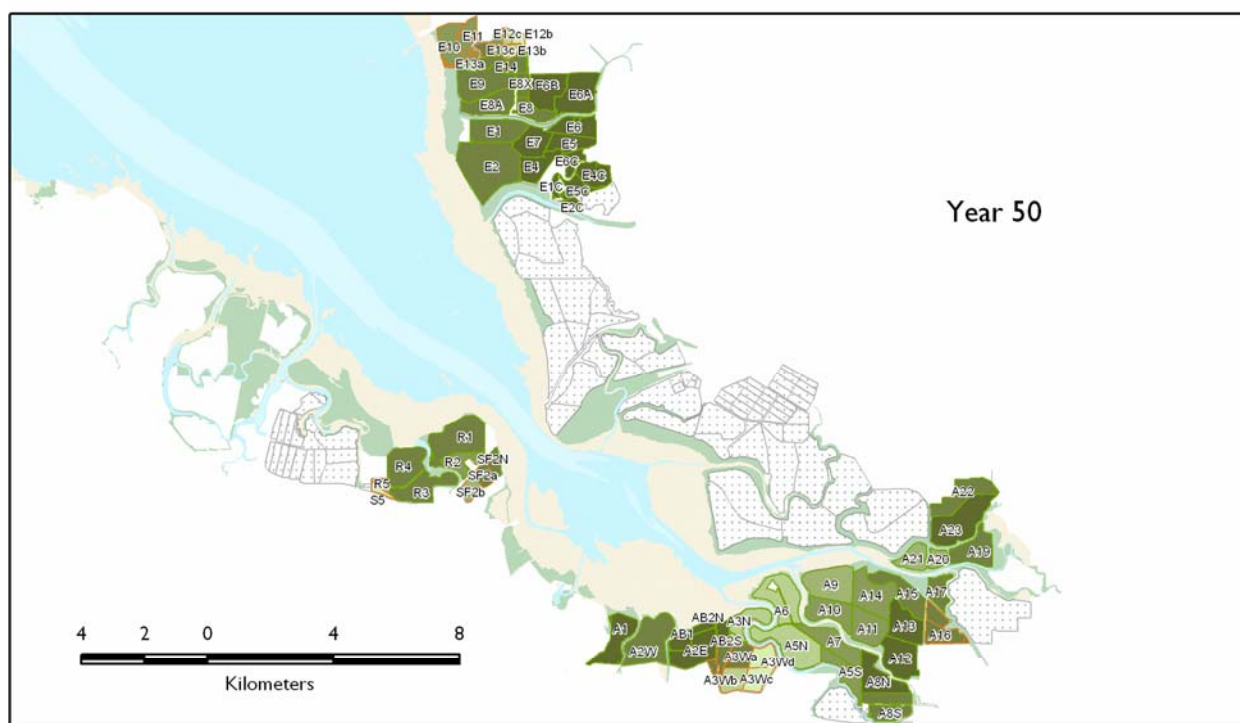 E11
E12c
E12b
E10
E13c
E13b
E13a
E14
E9
E8X
E6B
E6A
E8A
E8
E1
E6
E7
E5
E2
E4
E6C
E4C
E1C
E5C
E2C
Year 50
R1
R4
R2
SF2N
SF2a
R5
R3
SF2b
S5
A22
A23
A19
A21
A20
A9
A14
A15
A17
A1
AB2N
A3N
A6
A10
A11
A13
A16
AB1
AB2S
A2W
A2E
A3Wa
A5N
A7
A3Wd
A12
A3Wb
A3Wc
A5S
A8N
A8S
4 2 0 4 8
Kilometers